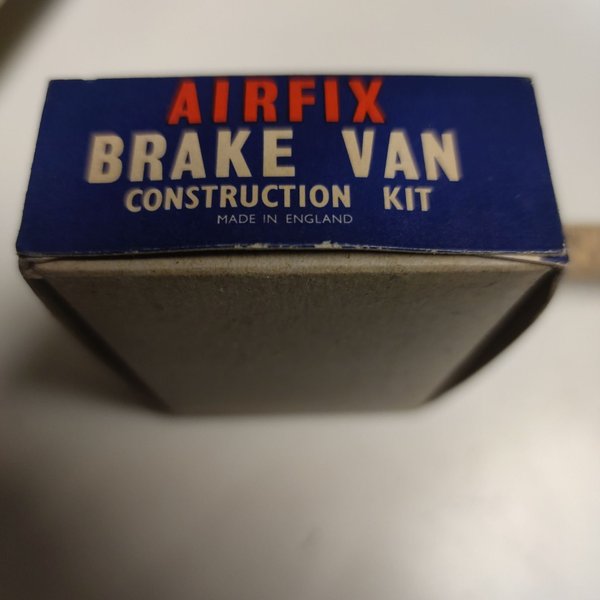 AIRFIX
BRAKE VAN
CONSTRUCTION KIT
MADE IN ENGLAND